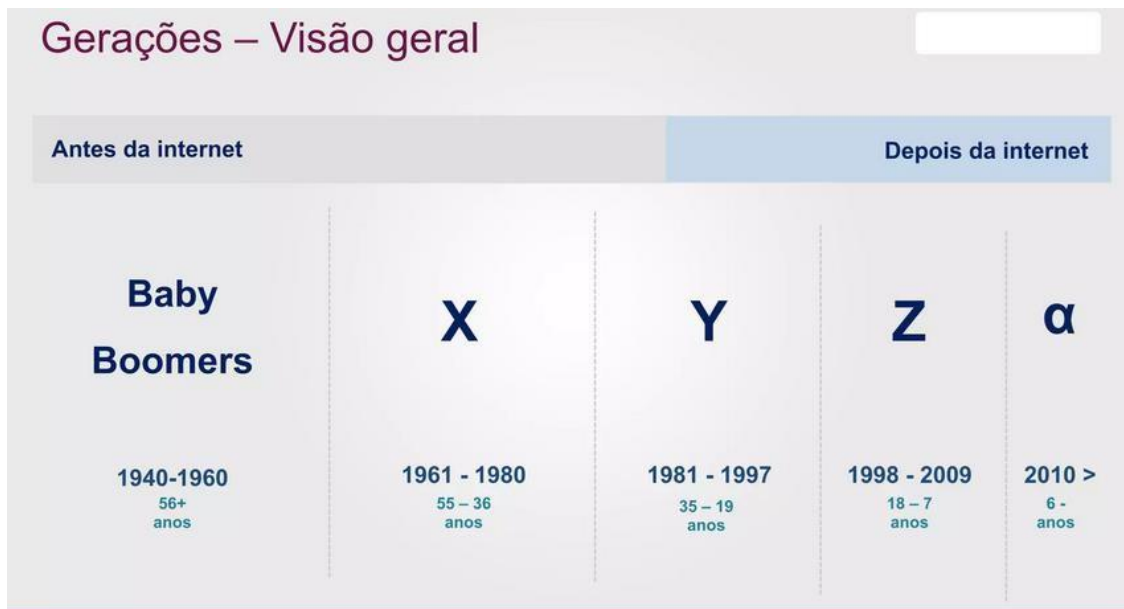 Gerações – Visão geral
Antes da internet
Depois da internet
Baby
Boomers
X
Y
Z
α
1940-1960
56+
anos
1961 - 1980
55 – 36
anos
1981 - 1997
35 – 19
anos
1998 - 2009
18 – 7
anos
2010 >
6 -
anos